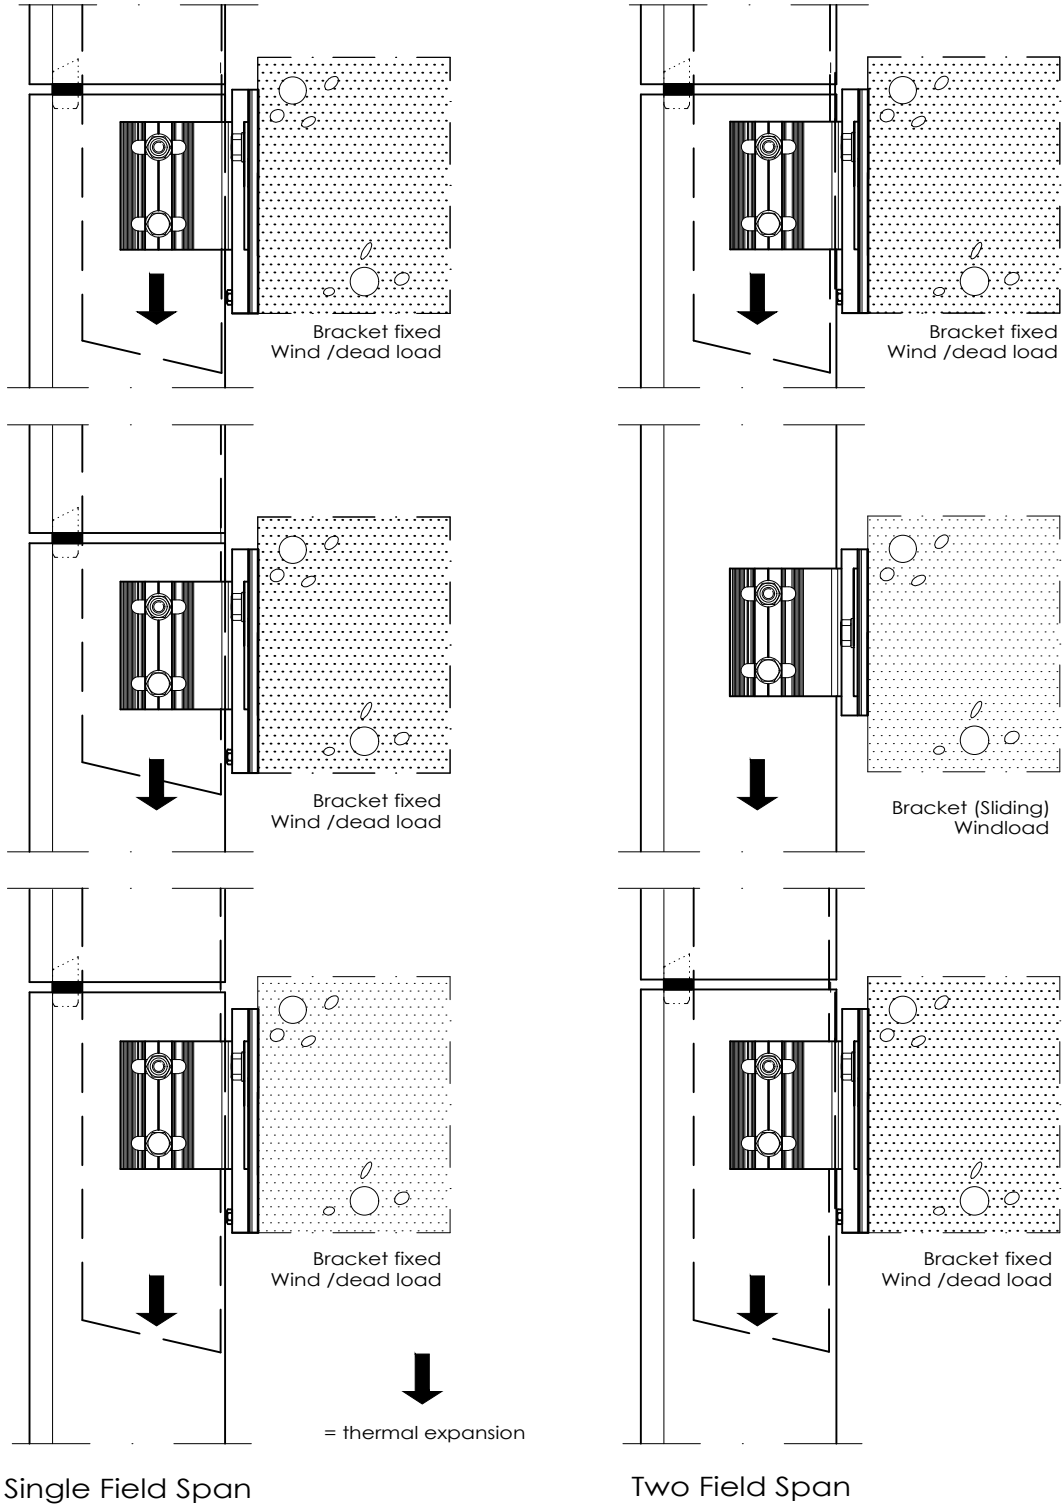 Bracket fixed
Wind /dead load
Bracket fixed
Wind /dead load
Bracket fixed
Wind /dead load
Bracket (Sliding)
Windload
Bracket fixed
Wind /dead load
Bracket fixed
Wind /dead load
= thermal expansion
Single Field Span
Two Field Span